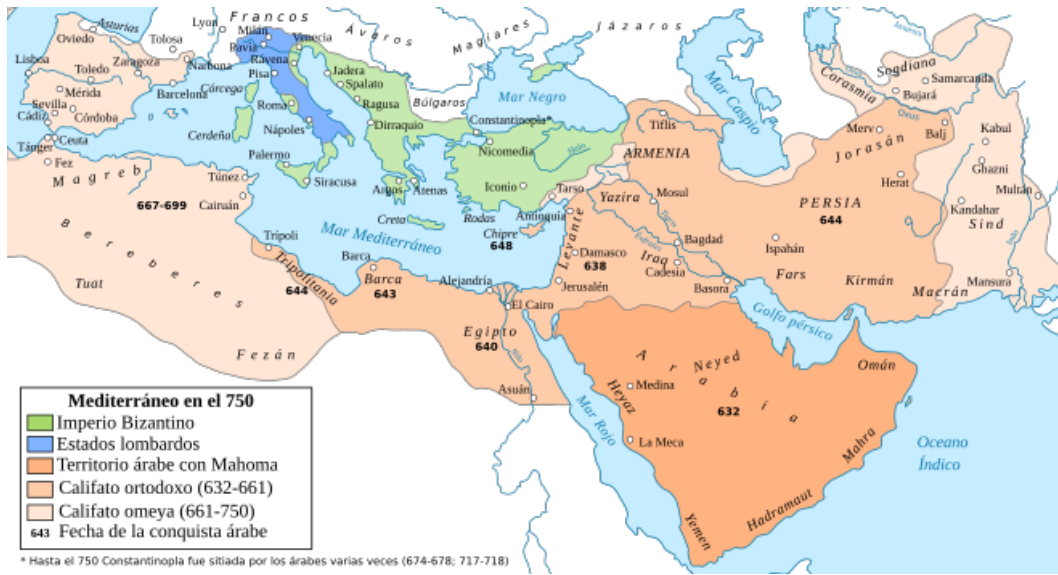 Francos
Lyon
Asturias
Oviedo
Tolosa
Milán
Pavía
Venecia
Ávaros
Magiares
Jázaros
Lisboa
Toledo
Zaragoza
Narbona
Ravena
Pisa
Jadera
Spalato
Mérida
Barcelona
Córcega
Roma
Ragusa
Búlgaros
Mar Negro
Mar Caspio
Sogdiana
Corasmia
Samarcanda
Bujará
Oxus
Sevilla
Cádiz
Córdoba
Cerdeña
Nápoles
Dirraquio
Constantinopla*
Nicomedia
Tiflis
Merv
Balj
Kabul
Tánger
Ceuta
Fez
Magreb
Palermo
Siracusa
Argos
Atenas
Iconio
Tarso
ARMENIA
Jorasán
Herat
Ghazni
Multán
667-699
Túnez
Cairuán
Creta
Rodas
Antioquia
Chipre
648
Yazira
Mosul
PERSIA
644
Kandahar
Sind
Bereberes
Mar Mediterráneo
Trípoli
Tripolitania
644
Barca
Barca
643
Alejandría
Levante
638
Damasco
Jerusalén
Tigris
Éufrates
Iraq
Bagdad
Cadesia
Basora
Ispahán
Fars
Kirmán
Macrán
Mansura
Tuat
Fezán
El Cairo
Egipto
640
Nilo
Asuán
Golfo pérsico
Arabia
Neyed
Heyaz
Medina
632
Omán
La Meca
Mar Rojo
Mahra
Hadramaut
Yemen
Oceano
Índico
Mediterráneo en el 750
Imperio Bizantino
Estados lombardos
Territorio árabe con Mahoma
Califato ortodoxo (632-661)
Califato omeya (661-750)
643 Fecha de la conquista árabe
* Hasta el 750 Constantinopla fue sitiada por los árabes varias veces (674-678; 717-718)